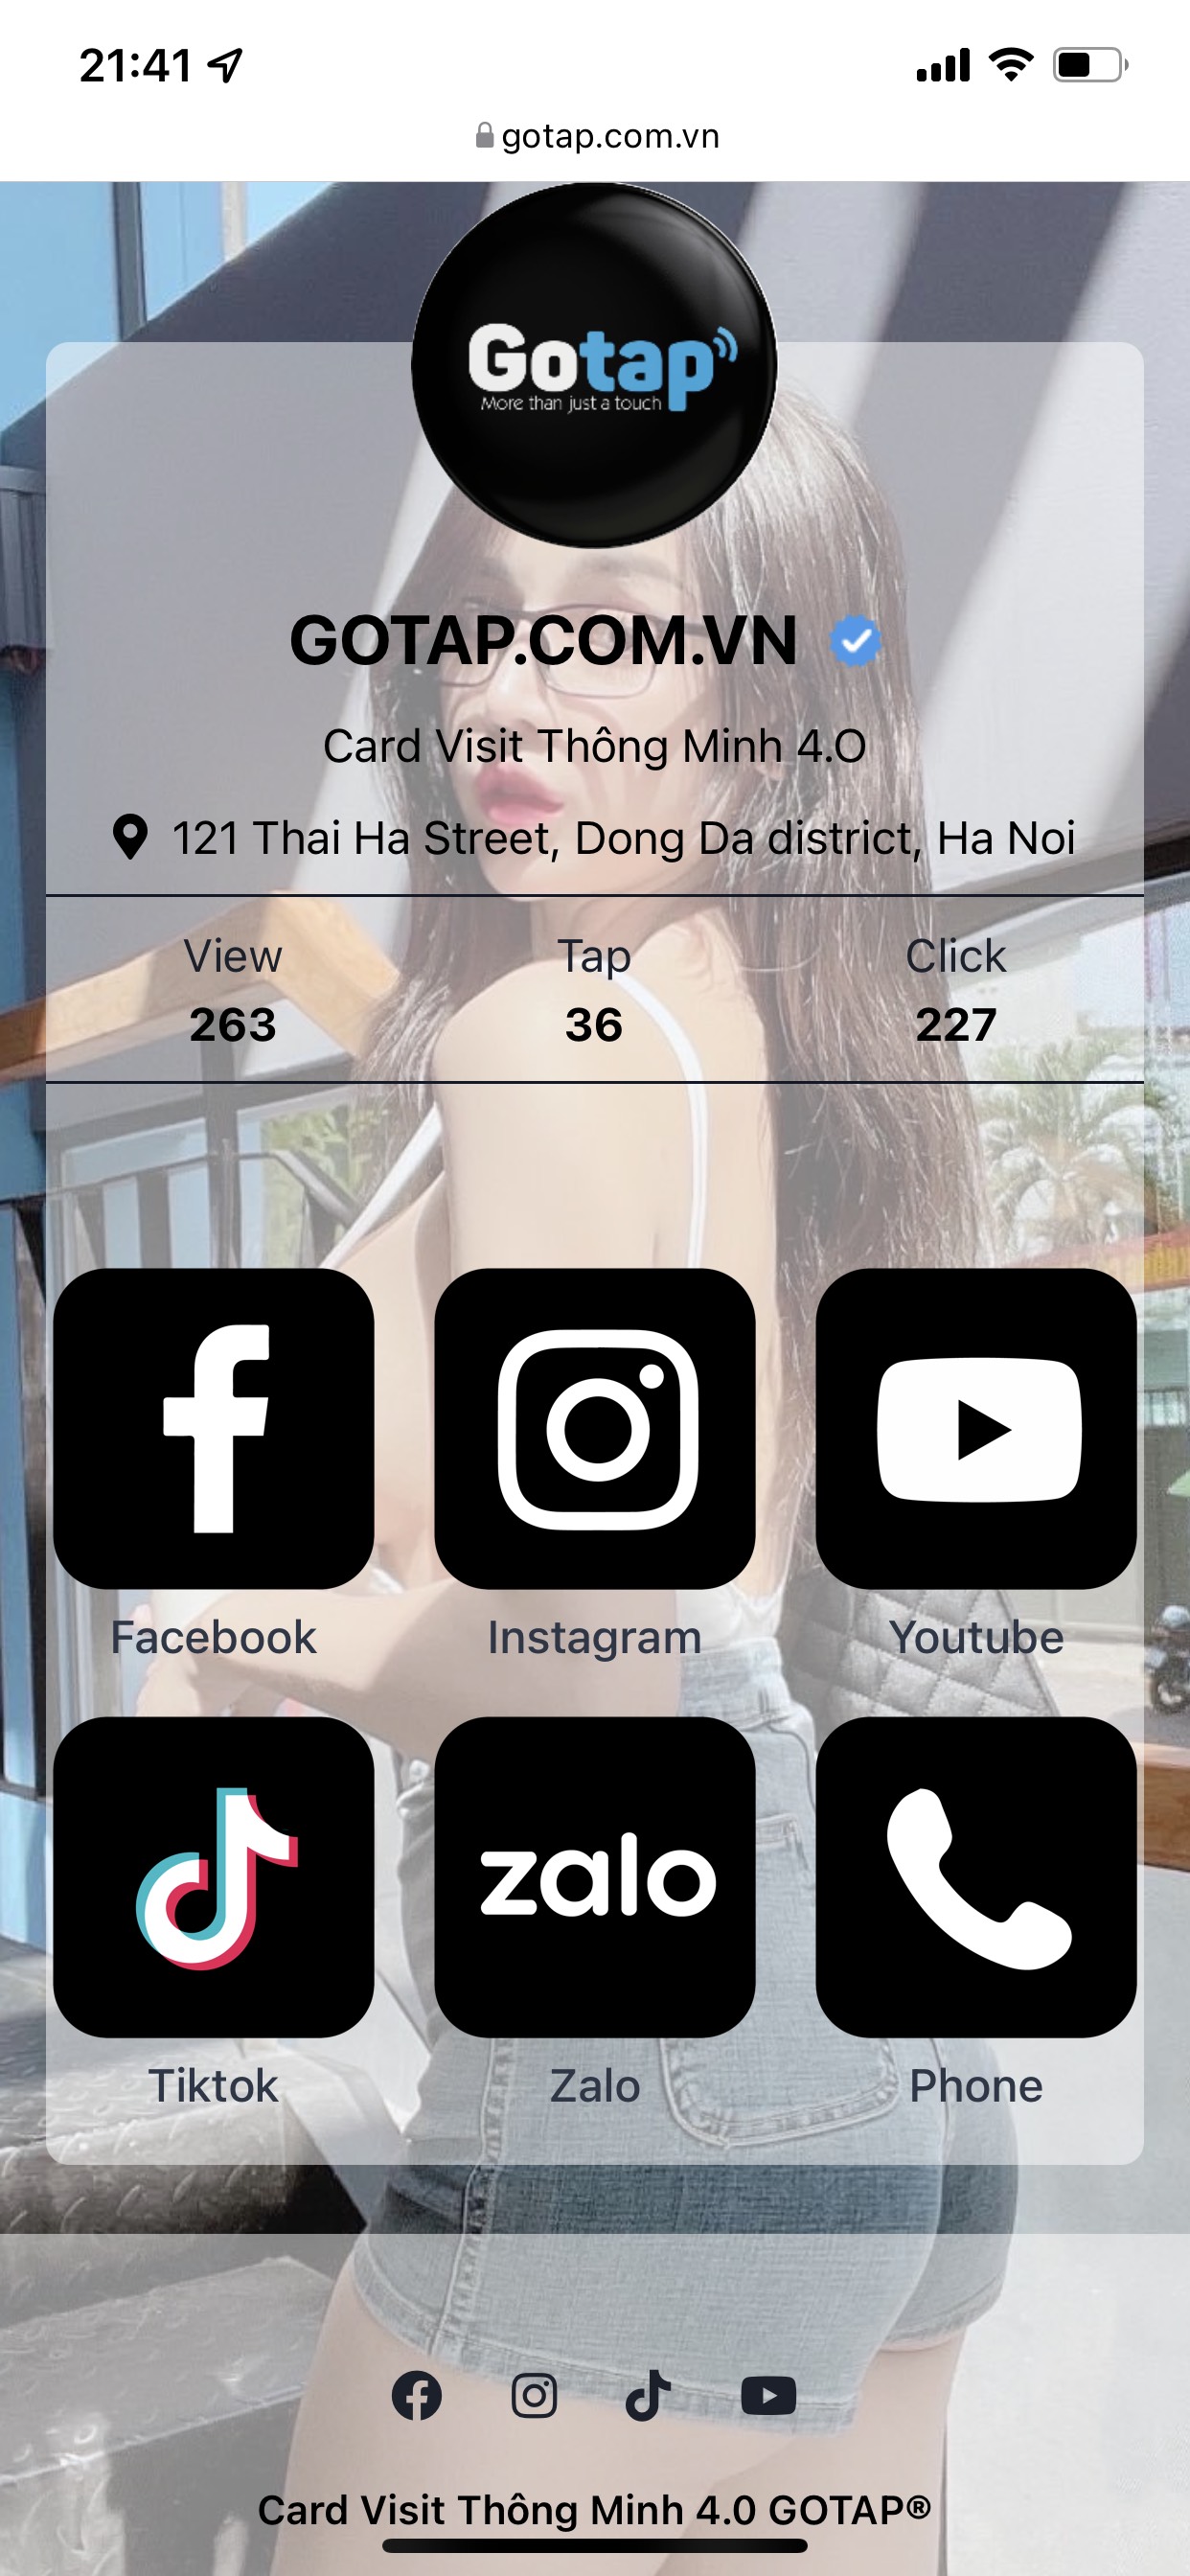 21:41
gotap.com.vn
Gotap
More than just a touch
GOTAP.COM.VN
Card Visit Thông Minh 4.O
121 Thai Ha Street, Dong Da district, Ha Noi
View Tap Click
263 36 227
Facebook Instagram Youtube
zalo
Tiktok Zalo Phone
Card Visit Thông Minh 4.0 GOTAP®